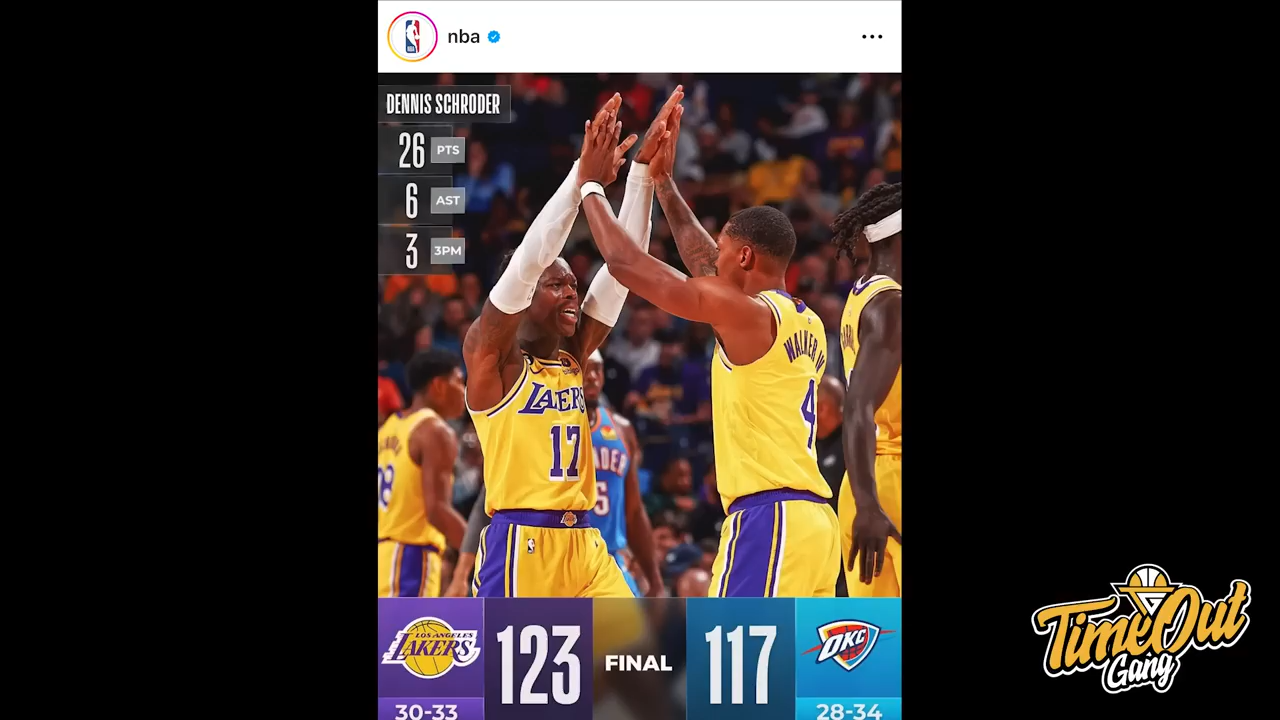 nba
DENNIS SCHRODER
26 PTS
6 AST
3 3PM
WALKER IV
4
LAKERS
17
LOS ANGELES
LAKERS
123
FINAL
117
OKC
30-33
28-34
TimeOut
Gang